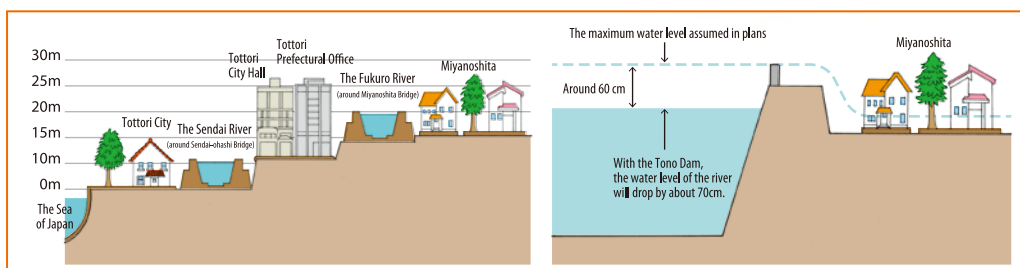 30m
25m
20m
15m
10m
0m
The Sea
of Japan
Tottori City
The Sendai River
(around Sendai-ohashi Bridge)
Tottori
City Hall
Tottori
Prefectural Office
The Fukuro River
(around Miyanoshita Bridge)
Miyanoshita
The maximum water level assumed in plans
Around 60 cm
With the Tono Dam,
the water level of the river
will drop by about 70cm.
Miyanoshita